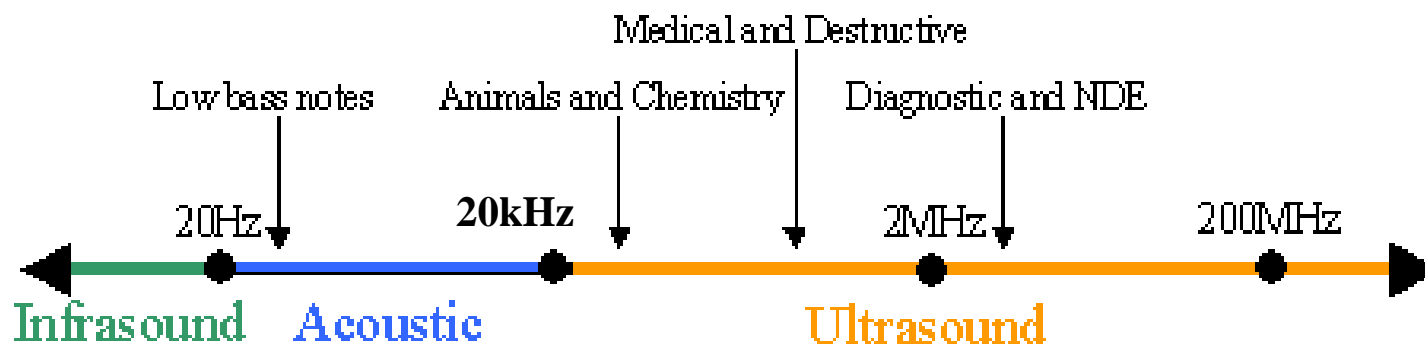 Medical and Destructive
Low bass notes
Animals and Chemistry
Diagnostic and NDE
20Hz
20kHz
2MHz
200MHz
Infrasound
Acoustic
Ultrasound